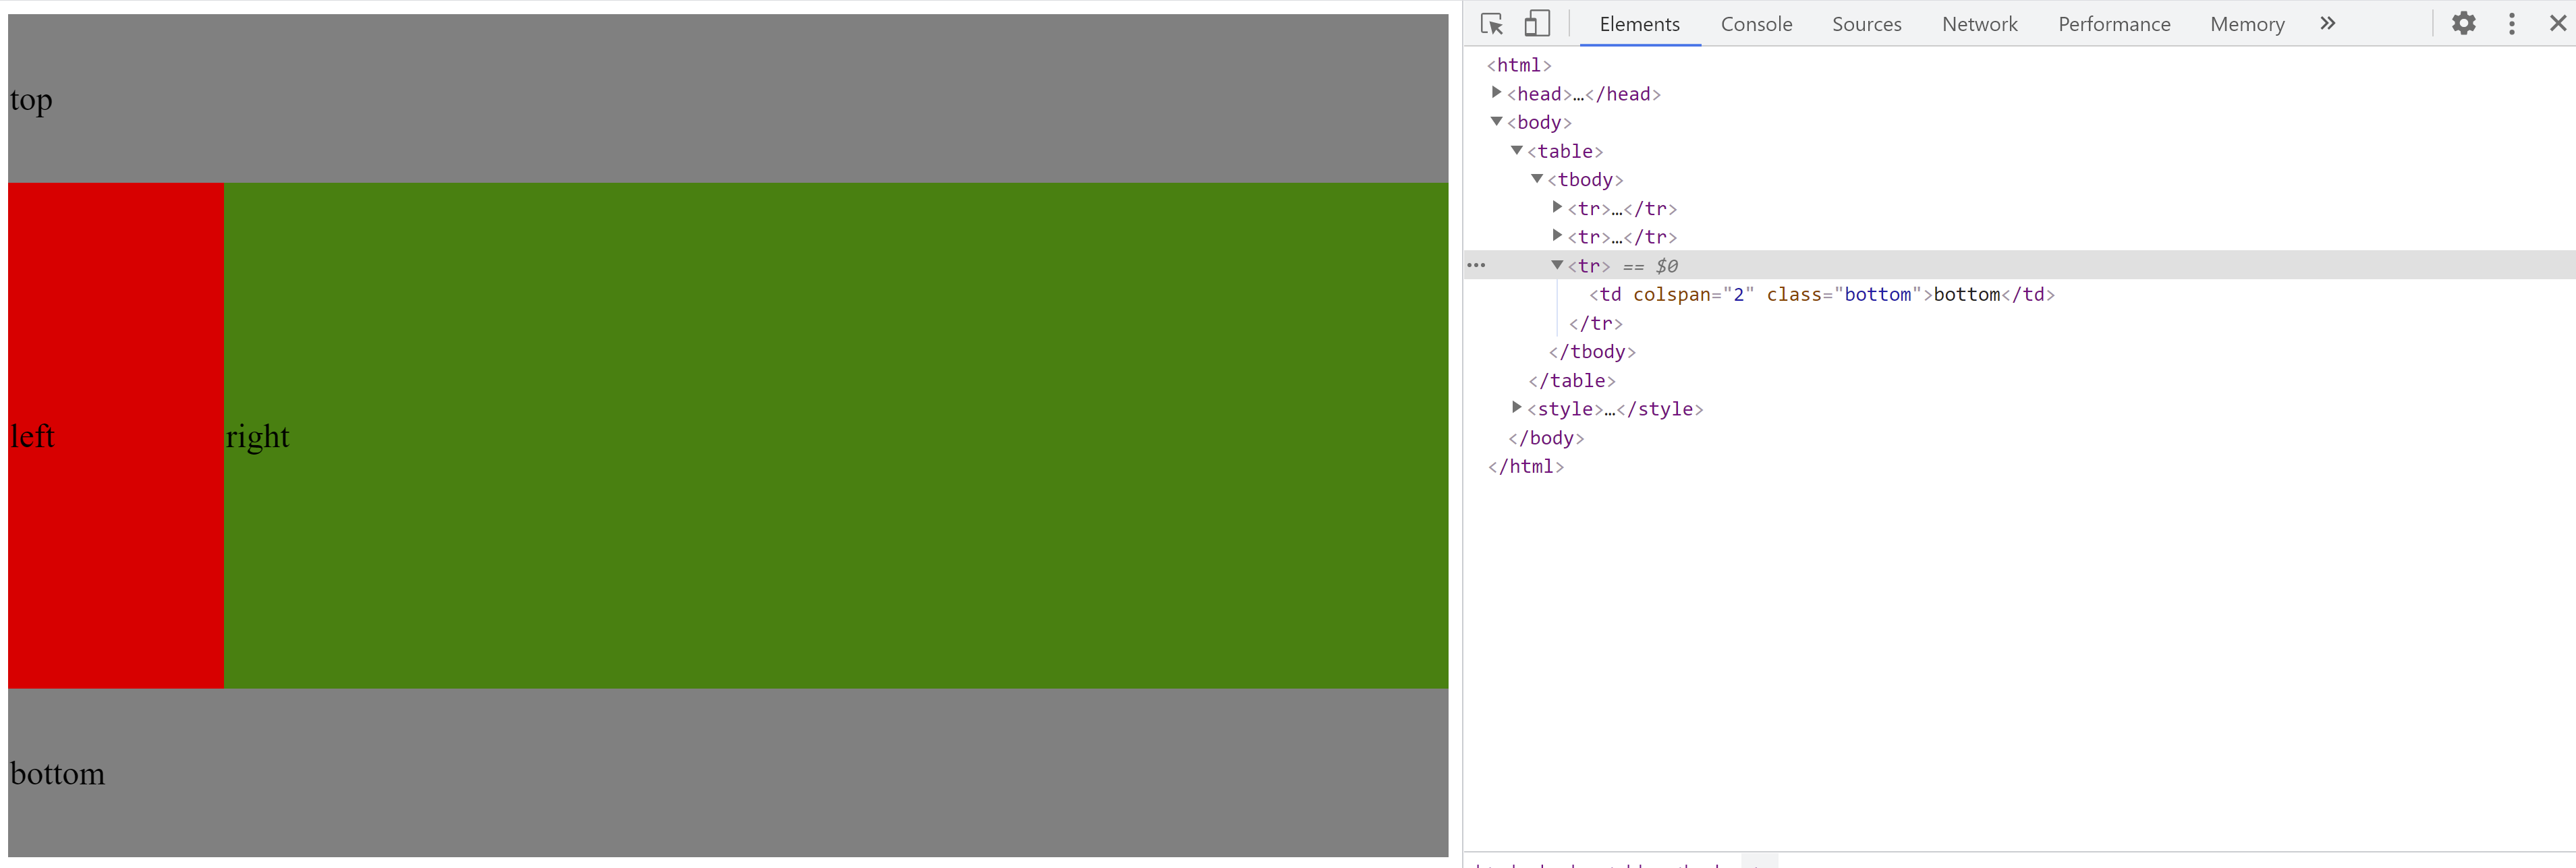 top
left
right
bottom
Elements Console Sources Network Performance Memory
<html>
<head>…</head>
<body>
<table>
<tbody>
<tr>…</tr>
<tr>…</tr>
<tr> == $0
<td colspan="2" class="bottom">bottom</td>
</tr>
</tbody>
</table>
<style>…</style>
</body>
</html>